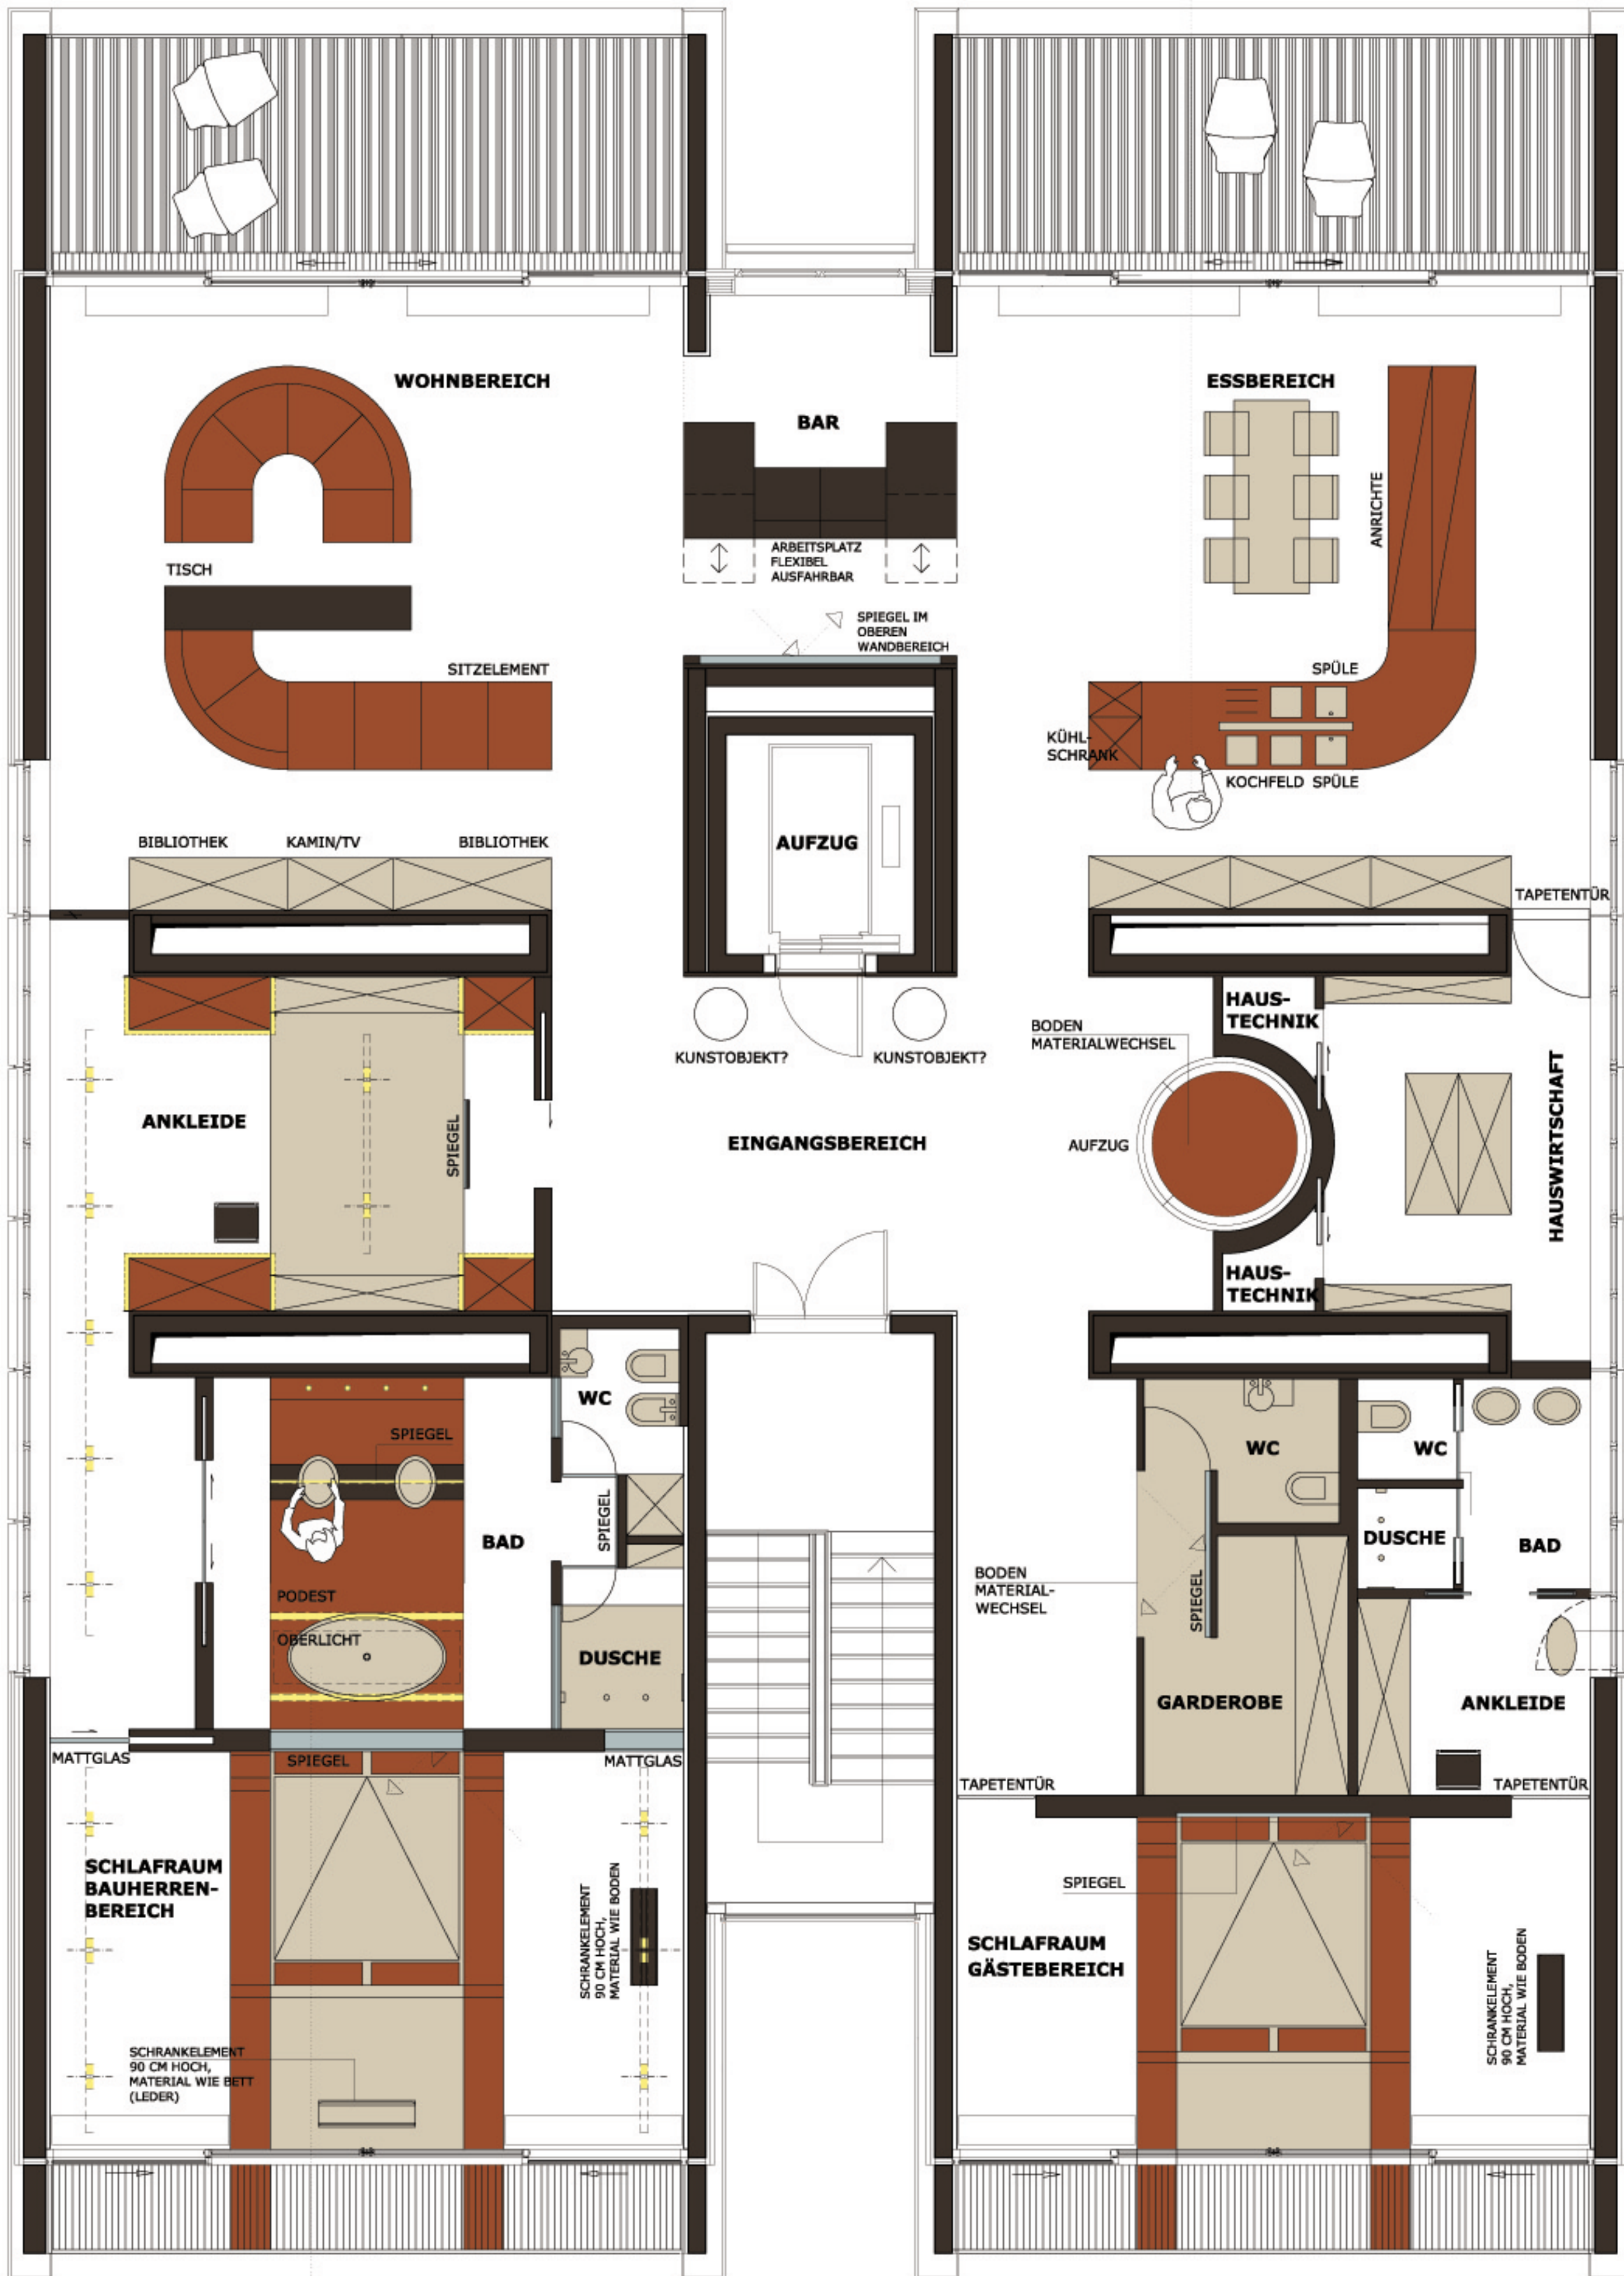 WOHNBEREICH
BAR
ESSBEREICH
ANRICHTE
TISCH
ARBEITSPLATZ
FLEXIBEL
AUSFAHRBAR
SPIEGEL IM
OBEREN
WANDBEREICH
SITZELEMENT
SPÜLE
KÜHL-
SCHRANK
KOCHFELD SPÜLE
BIBLIOTHEK
KAMIN/TV
BIBLIOTHEK
AUFZUG
TAPETENTÜR
HAUS-
TECHNIK
KUNSTOBJEKT?
KUNSTOBJEKT?
BODEN
MATERIALWECHSEL
ANKLEIDE
SPIEGEL
EINGANGSBEREICH
AUFZUG
HAUSWIRTSCHAFT
HAUS-
TECHNIK
WC
SPIEGEL
WC
WC
BAD
SPIEGEL
DUSCHE
BAD
PODEST
OBERLICHT
DUSCHE
BODEN
MATERIAL-
WECHSEL
SPIEGEL
GARDEROBE
ANKLEIDE
MATTGLAS
SPIEGEL
MATTGLAS
TAPETENTÜR
TAPETENTÜR
SCHLAFRAUM
BAUHERREN-
BEREICH
SCHRANKELEMENT
90 CM HOCH,
MATERIAL WIE BODEN
SPIEGEL
SCHLAFRAUM
GÄSTEBEREICH
SCHRANKELEMENT
90 CM HOCH,
MATERIAL WIE BODEN
SCHRANKELEMENT
90 CM HOCH,
MATERIAL WIE BETT
(LEDER)